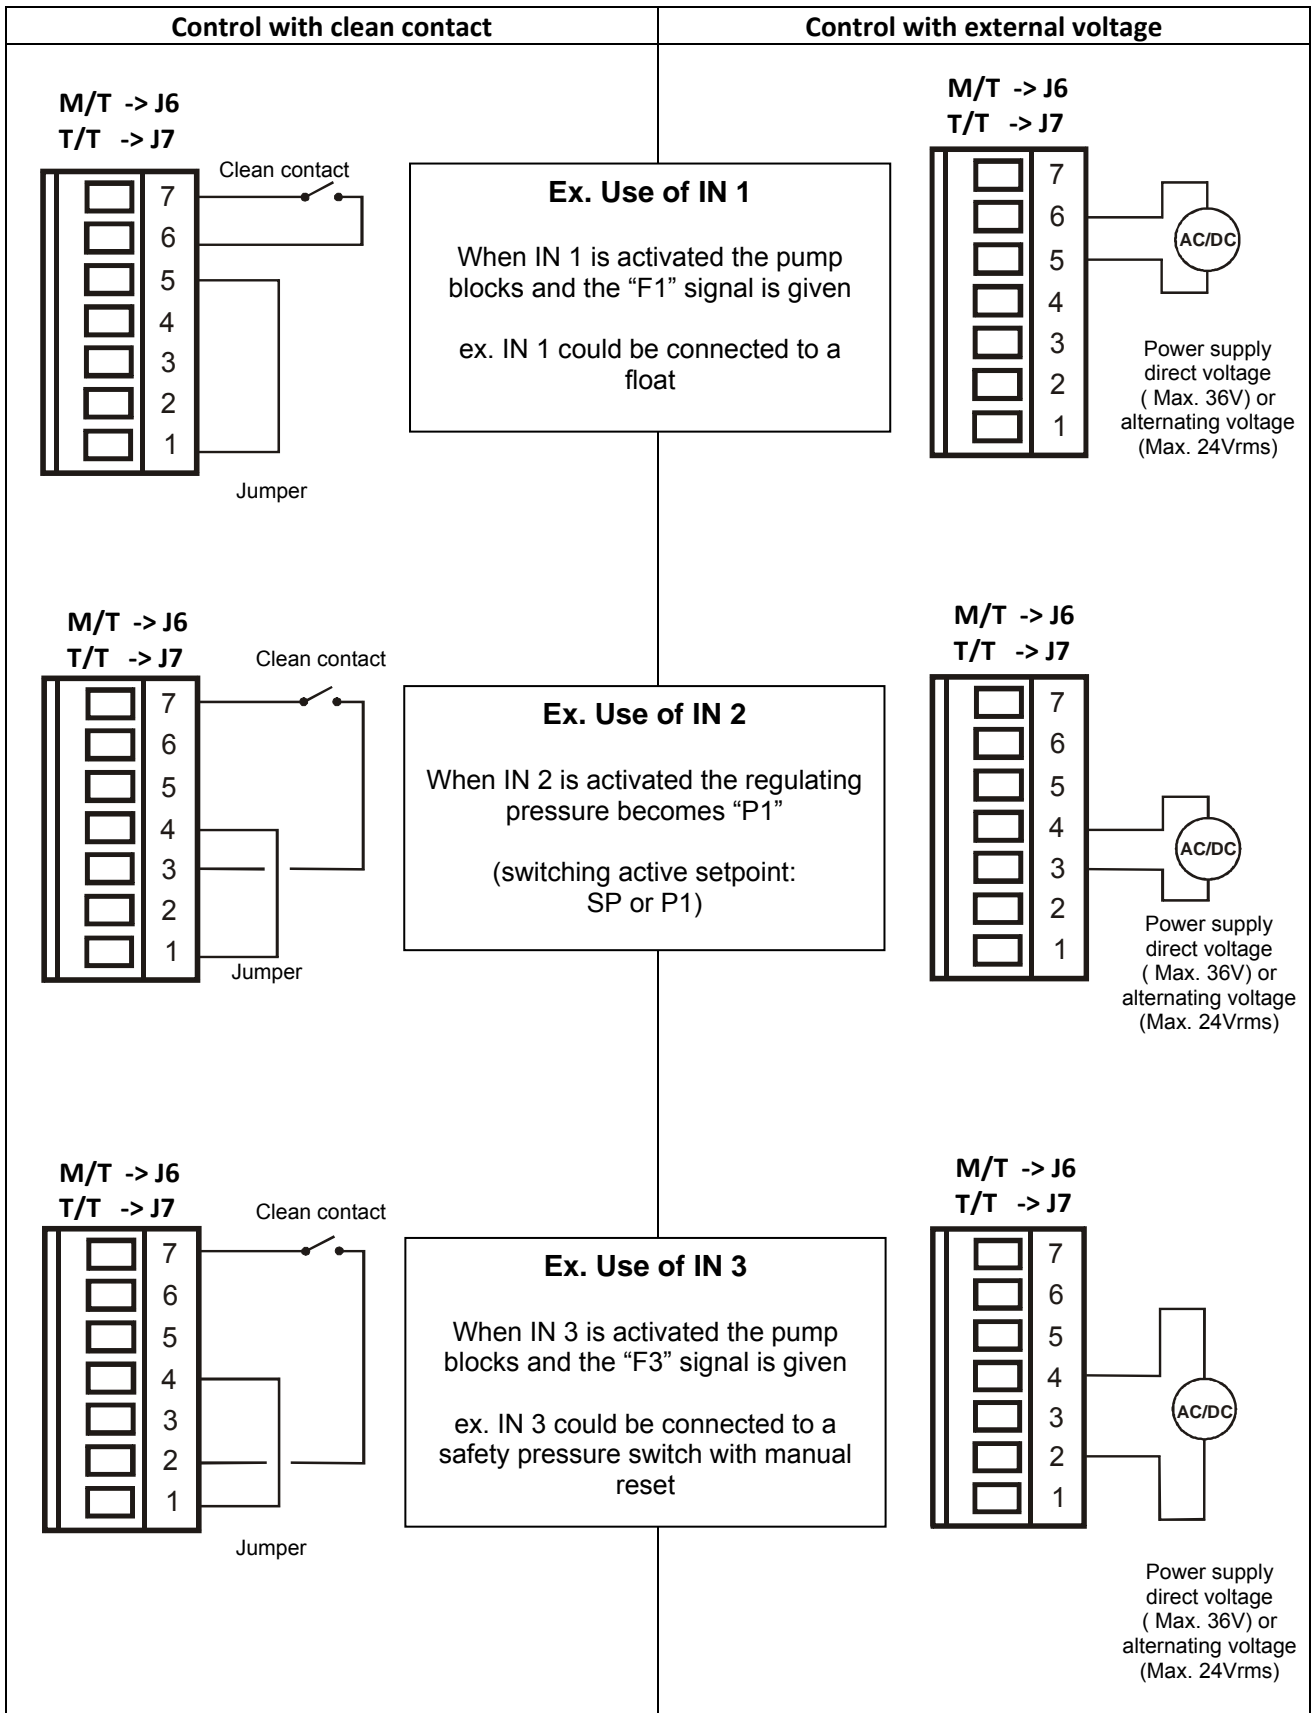 Control with clean contact
Control with external voltage
M/T -> J6
T/T -> J7
Clean contact
7
6
5
4
3
2
1
Jumper
Ex. Use of IN 1
When IN 1 is activated the pump
blocks and the “F1” signal is given
ex. IN 1 could be connected to a
float
M/T -> J6
T/T -> J7
7
6
5
4
3
2
1
AC/DC
Power supply
direct voltage
( Max. 36V) or
alternating voltage
(Max. 24Vrms)
M/T -> J6
T/T -> J7
Clean contact
7
6
5
4
3
2
1
Jumper
Ex. Use of IN 2
When IN 2 is activated the regulating
pressure becomes “P1”
(switching active setpoint:
SP or P1)
M/T -> J6
T/T -> J7
7
6
5
4
3
2
1
AC/DC
Power supply
direct voltage
( Max. 36V) or
alternating voltage
(Max. 24Vrms)
M/T -> J6
T/T -> J7
Clean contact
7
6
5
4
3
2
1
Jumper
Ex. Use of IN 3
When IN 3 is activated the pump
blocks and the “F3” signal is given
ex. IN 3 could be connected to a
safety pressure switch with manual
reset
M/T -> J6
T/T -> J7
7
6
5
4
3
2
1
AC/DC
Power supply
direct voltage
( Max. 36V) or
alternating voltage
(Max. 24Vrms)